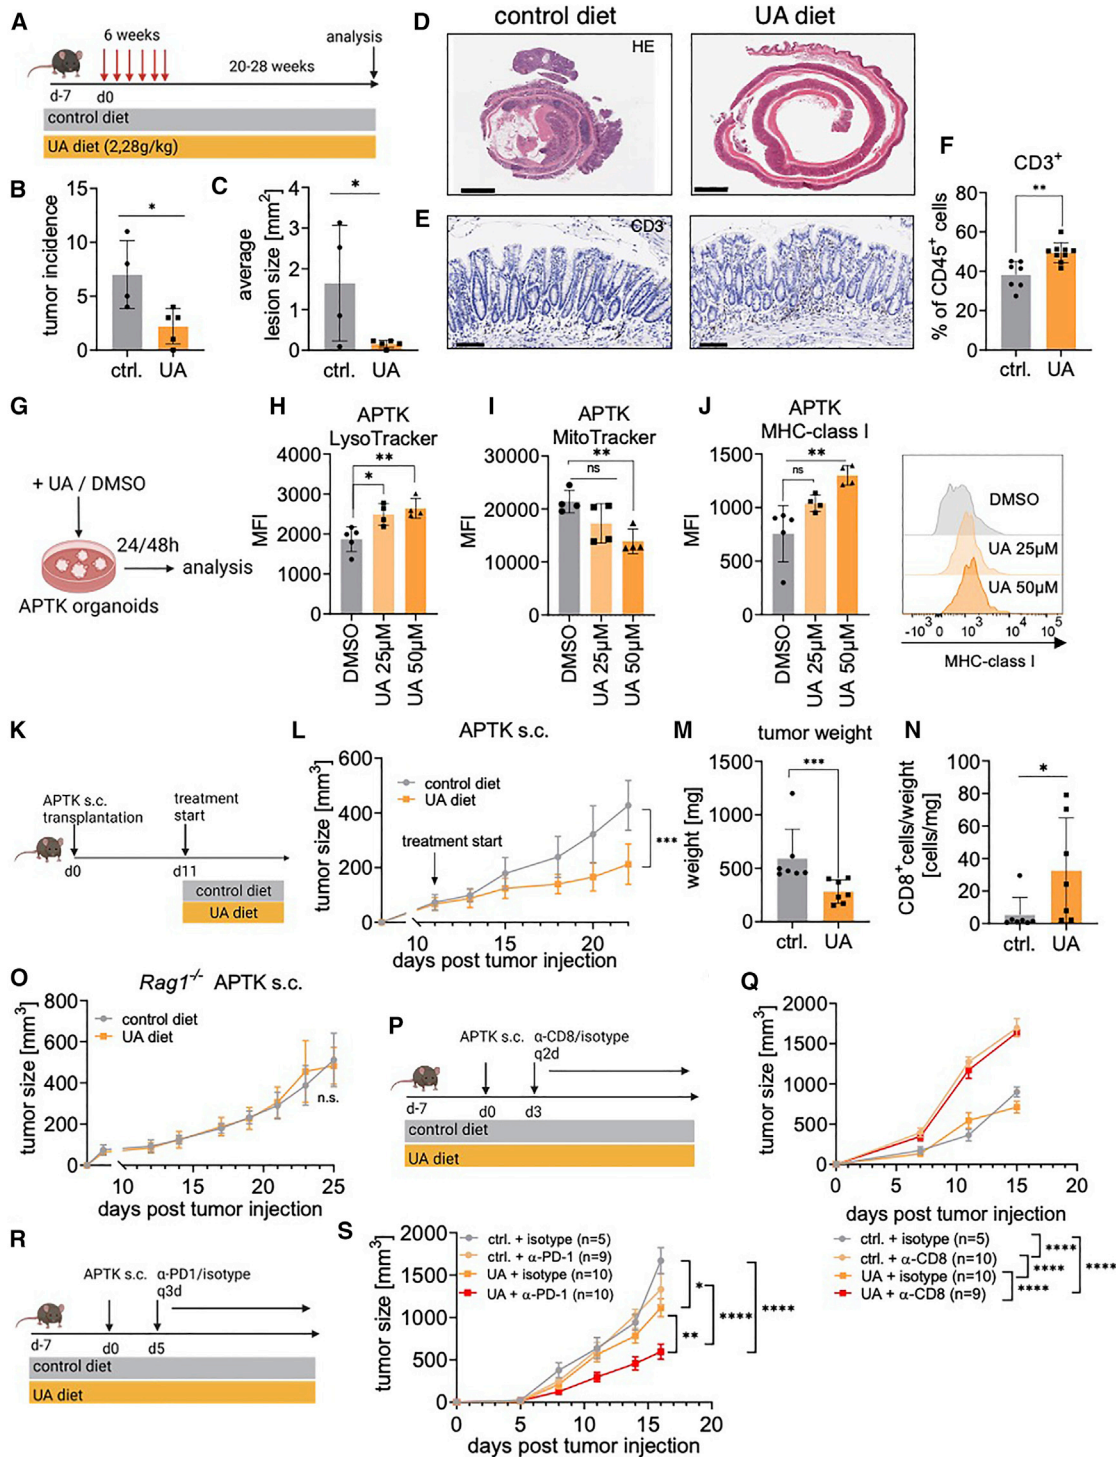 A
6 weeks
analysis
20-28 weeks
d-7
d0
control diet
UA diet (2,28g/kg)
B
tumor incidence
15
10
5
0
*
ctrl.
UA
C
average
lesion size [mm²]
4
3
2
1
0
*
ctrl.
UA
D
control diet
UA diet
HE
E
CD3
F
CD3⁺
% of CD45⁺ cells
80
60
40
20
0
**
ctrl.
UA
G
+ UA / DMSO
24/48h
analysis
APTK organoids
H
APTK
LysoTracker
MFI
4000
3000
2000
1000
0
**
*
DMSO
UA 25μM
UA 50μM
I
APTK
MitoTracker
MFI
30000
20000
10000
0
**
ns
DMSO
UA 25μM
UA 50μM
J
APTK
MHC-class I
MFI
1500
1000
500
0
**
ns
DMSO
UA 25μM
UA 50μM
DMSO
UA 25μM
UA 50μM
-10³ 0 10³ 10⁴ 10⁵
MHC-class I
K
APTK s.c.
transplantation
treatment
start
d0
d11
control diet
UA diet
L
APTK s.c.
tumor size [mm³]
600
400
200
0
control diet
UA diet
treatment start
***
10 15 20
days post tumor injection
M
tumor weight
weight [mg]
1500
1000
500
0
***
ctrl.
UA
N
CD8⁺cells/weight
[cells/mg]
100
80
60
40
20
0
*
ctrl.
UA
O
Rag1⁻/⁻ APTK s.c.
tumor size [mm³]
800
600
400
200
0
control diet
UA diet
n.s.
10 15 20 25
days post tumor injection
P
APTK s.c.
α-CD8/isotype
q2d
d-7
d0
d3
control diet
UA diet
Q
tumor size [mm³]
2000
1500
1000
500
0
0 5 10 15 20
days post tumor injection
ctrl. + isotype (n=5)
ctrl. + α-CD8 (n=10)
UA + isotype (n=10)
UA + α-CD8 (n=9)
****
****
****
****
R
APTK s.c.
α-PD1/isotype
q3d
d-7
d0
d5
control diet
UA diet
S
tumor size [mm³]
2000
1500
1000
500
0
ctrl. + isotype (n=5)
ctrl. + α-PD-1 (n=9)
UA + isotype (n=10)
UA + α-PD-1 (n=10)
*
**
****
****
0 5 10 15 20
days post tumor injection